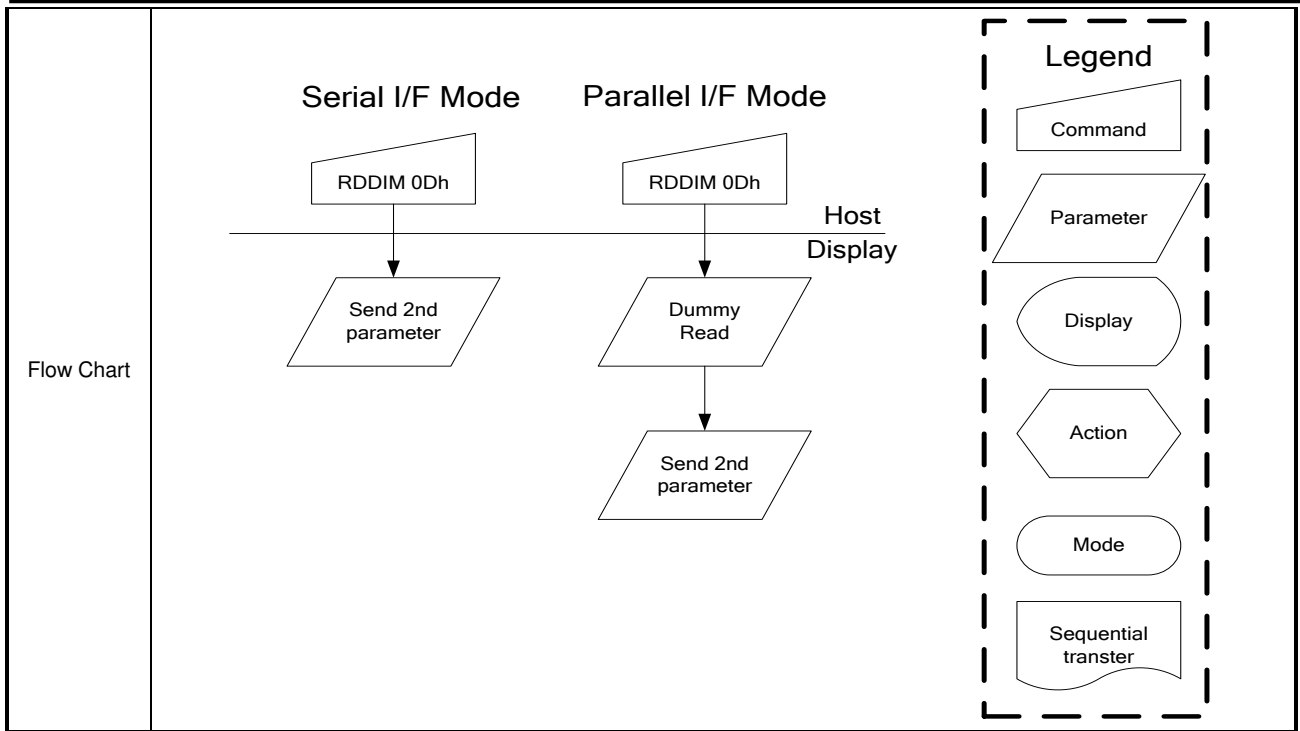 Flow Chart
Serial I/F Mode
RDDIM 0Dh
Send 2nd
parameter
Parallel I/F Mode
RDDIM 0Dh
Host
Display
Dummy
Read
Send 2nd
parameter
Legend
Command
Parameter
Display
Action
Mode
Sequential
transter